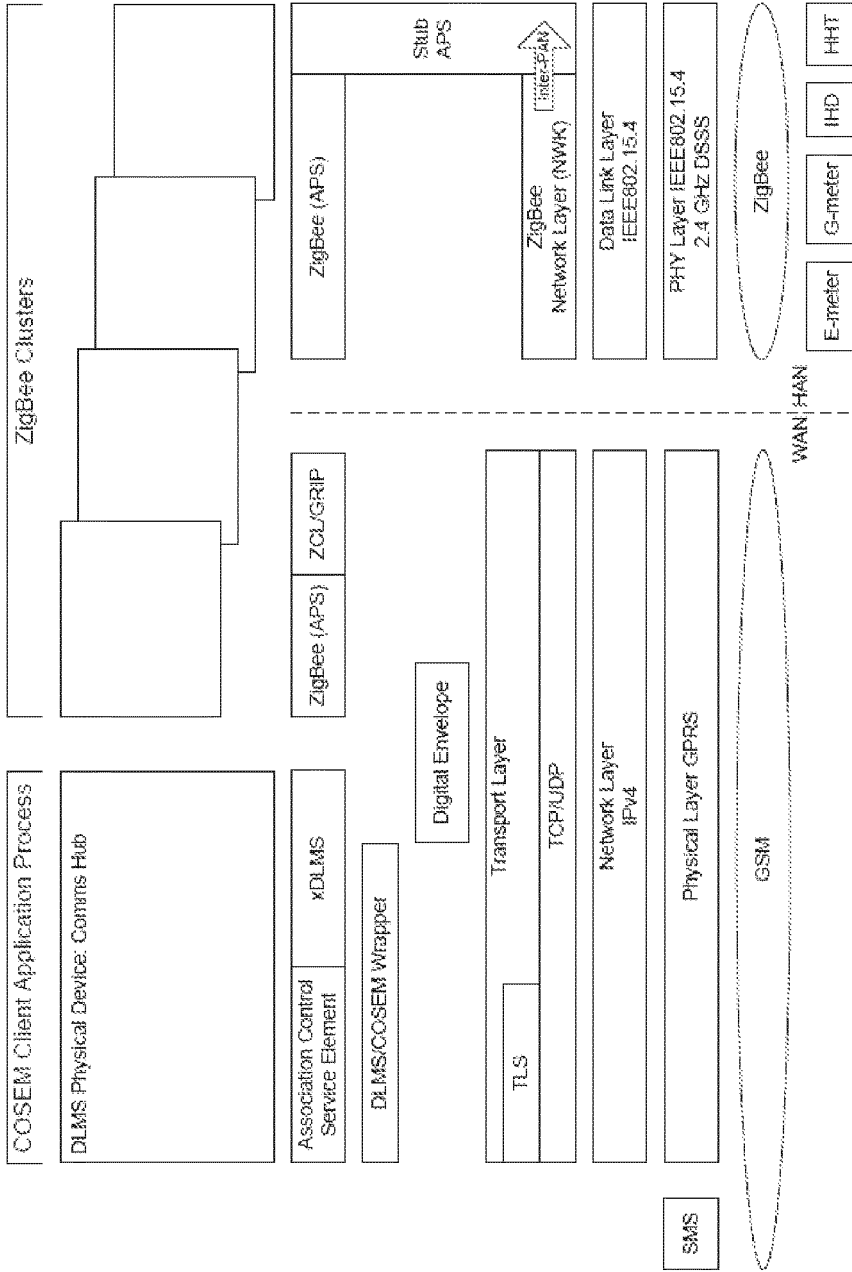 COSEM Client Application Process
ZigBee Clusters
DLMS Physical Device: Comms Hub
Association Control
Service Element
xDLMS
ZigBee (APS)
ZCL/GRIP
ZigBee (APS)
Stub
APS
DLMS/COSEM Wrapper
Digital Envelope
Transport Layer
TLS
TCP/UDP
ZigBee
Network Layer (NWK)
Inter-PAN
Network Layer
IPv4
Data Link Layer
IEEE802.15.4
SMS
Physical Layer GPRS
PHY Layer IEEE802.15.4
2.4 GHz DSSS
GSM
ZigBee
WAN
HAN
E-meter
G-meter
IHD
HHT